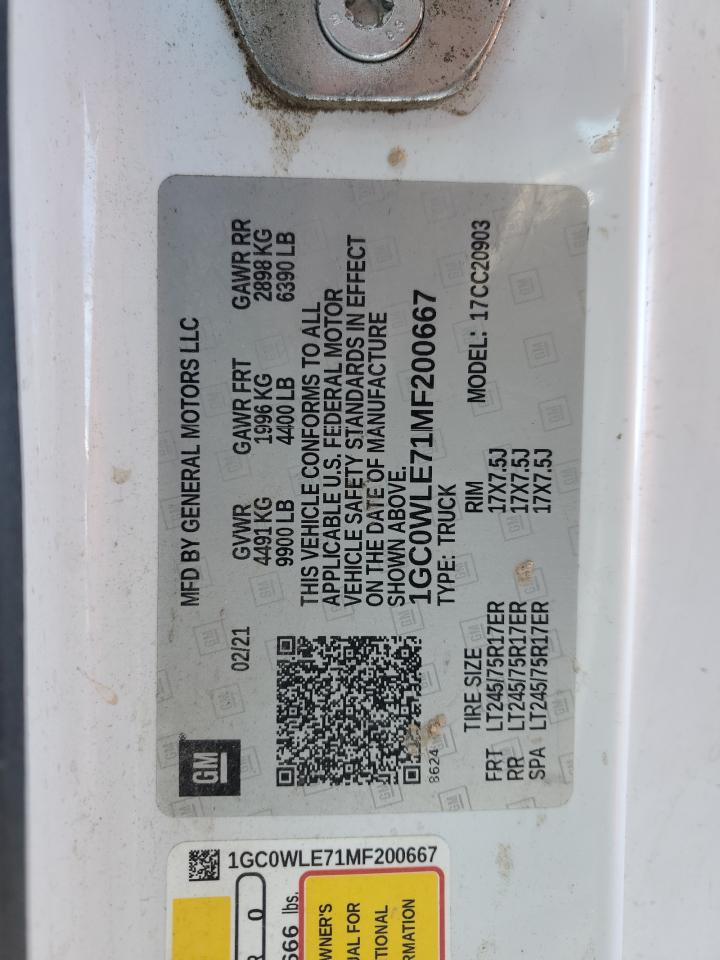 GM
MFD BY GENERAL MOTORS LLC
02/21
GVWR GAWR FRT GAWR RR
4491 KG 1996 KG 2898 KG
9900 LB 4400 LB 6390 LB
THIS VEHICLE CONFORMS TO ALL
APPLICABLE U.S. FEDERAL MOTOR
VEHICLE SAFETY STANDARDS IN EFFECT
ON THE DATE OF MANUFACTURE
SHOWN ABOVE.
1GC0WLE71MF200667
TYPE: TRUCK MODEL: 17CC20903
8624
TIRE SIZE RIM
FRT LT245/75R17ER 17X7.5J
RR LT245/75R17ER 17X7.5J
SPA LT245/75R17ER 17X7.5J
1GC0WLE71MF200667
R 0
666 lbs.
WNER'S
UAL FOR
TIONAL
RMATION